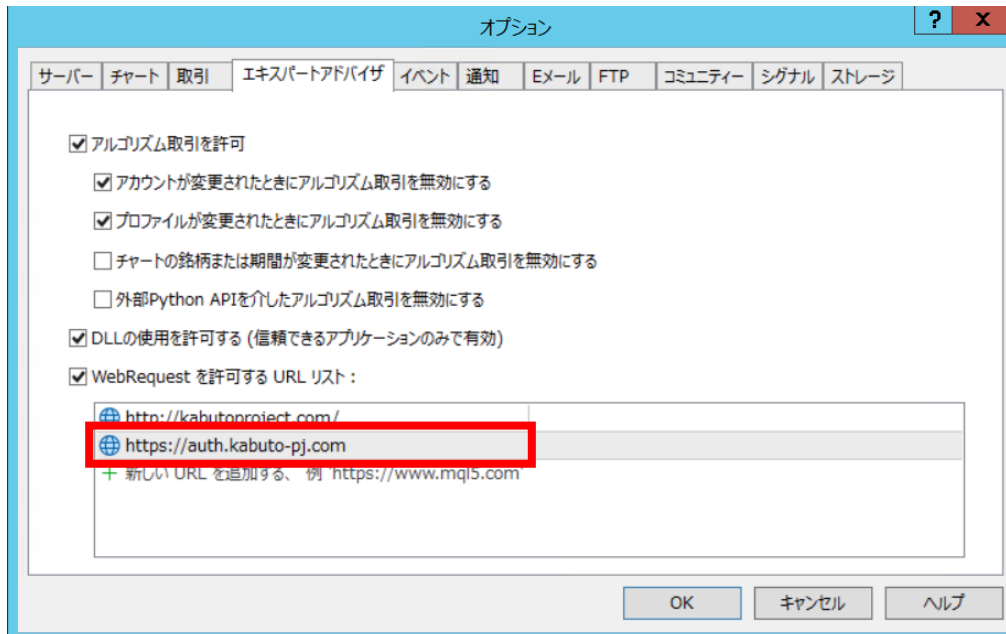 オプション
? x
サーバー チャート 取引 エキスパートアドバイザ イベント 通知 Eメール FTP コミュニティー シグナル ストレージ
アルゴリズム取引を許可
アカウントが変更されたときにアルゴリズム取引を無効にする
プロファイルが変更されたときにアルゴリズム取引を無効にする
チャートの銘柄または期間が変更されたときにアルゴリズム取引を無効にする
外部Python APIを介したアルゴリズム取引を無効にする
DLLの使用を許可する (信頼できるアプリケーションのみで有効)
WebRequest を許可する URL リスト：
http://kabutoproject.com/
https://auth.kabuto-pj.com
新しい URL を追加する、 例 'https://www.mql5.com'
OK キャンセル ヘルプ